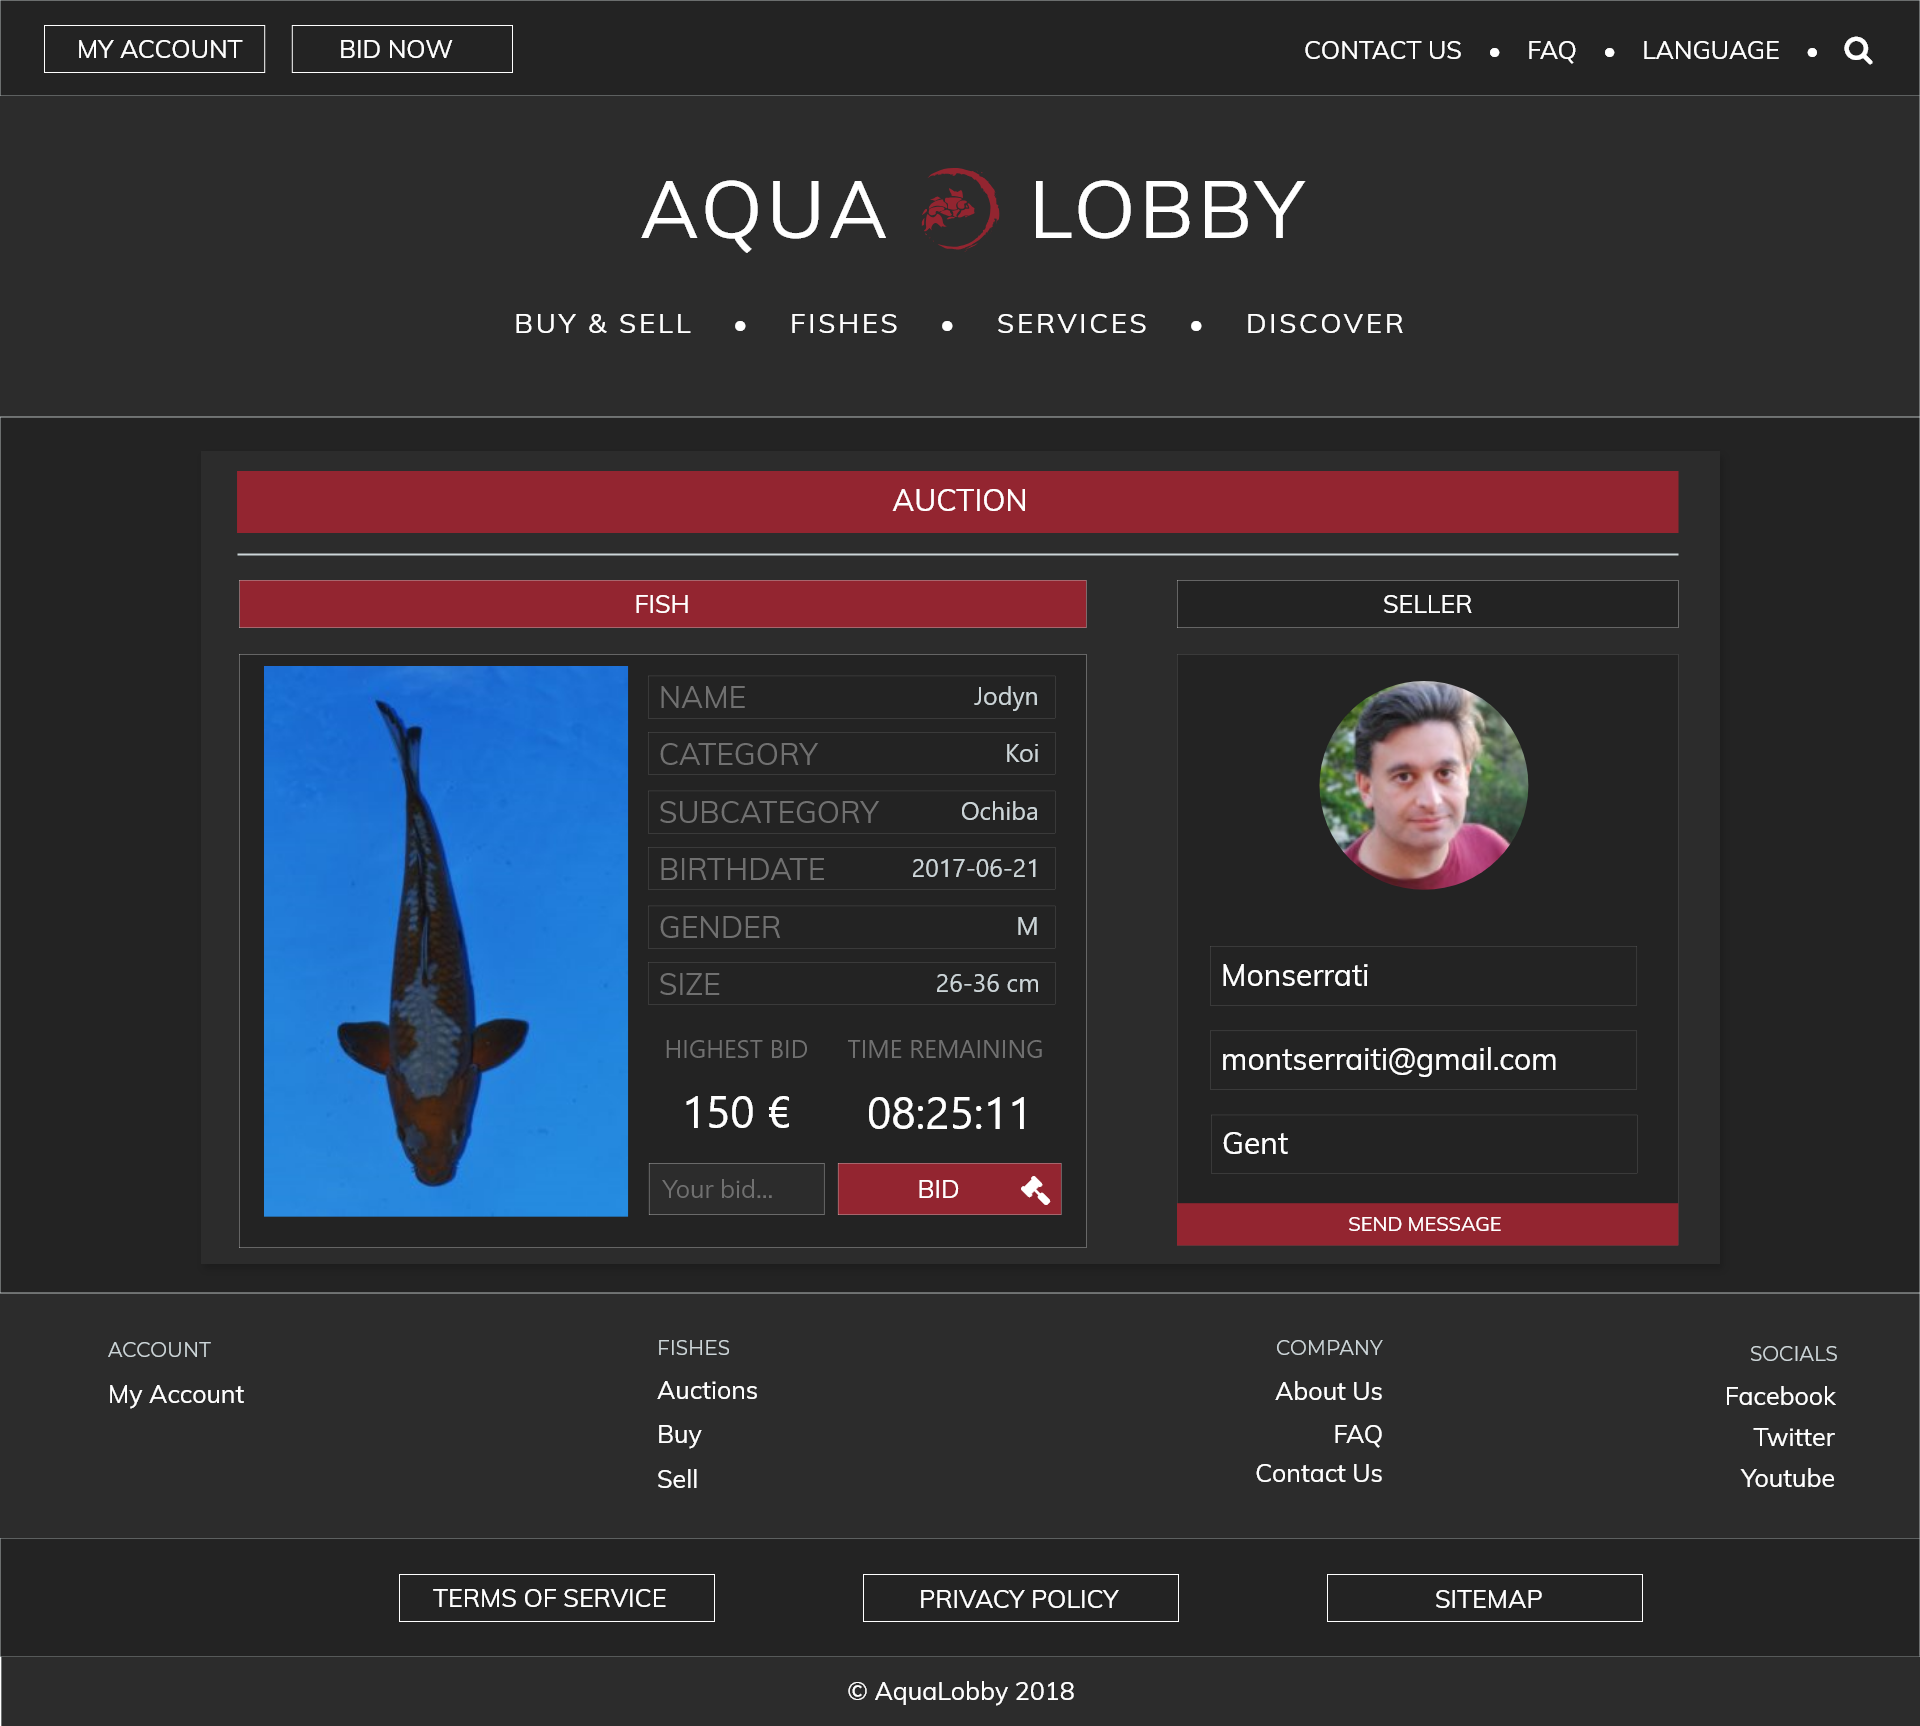 MY ACCOUNT
BID NOW
CONTACT US • FAQ • LANGUAGE •
AQUA LOBBY
BUY & SELL • FISHES • SERVICES • DISCOVER
AUCTION
FISH
SELLER
NAME Jodyn
CATEGORY Koi
SUBCATEGORY Ochiba
BIRTHDATE 2017-06-21
GENDER M
SIZE 26-36 cm
HIGHEST BID TIME REMAINING
150 € 08:25:11
Your bid... BID
Monserrati
montserraiti@gmail.com
Gent
SEND MESSAGE
ACCOUNT
My Account
FISHES
Auctions
Buy
Sell
COMPANY
About Us
FAQ
Contact Us
SOCIALS
Facebook
Twitter
Youtube
TERMS OF SERVICE
PRIVACY POLICY
SITEMAP
© AquaLobby 2018